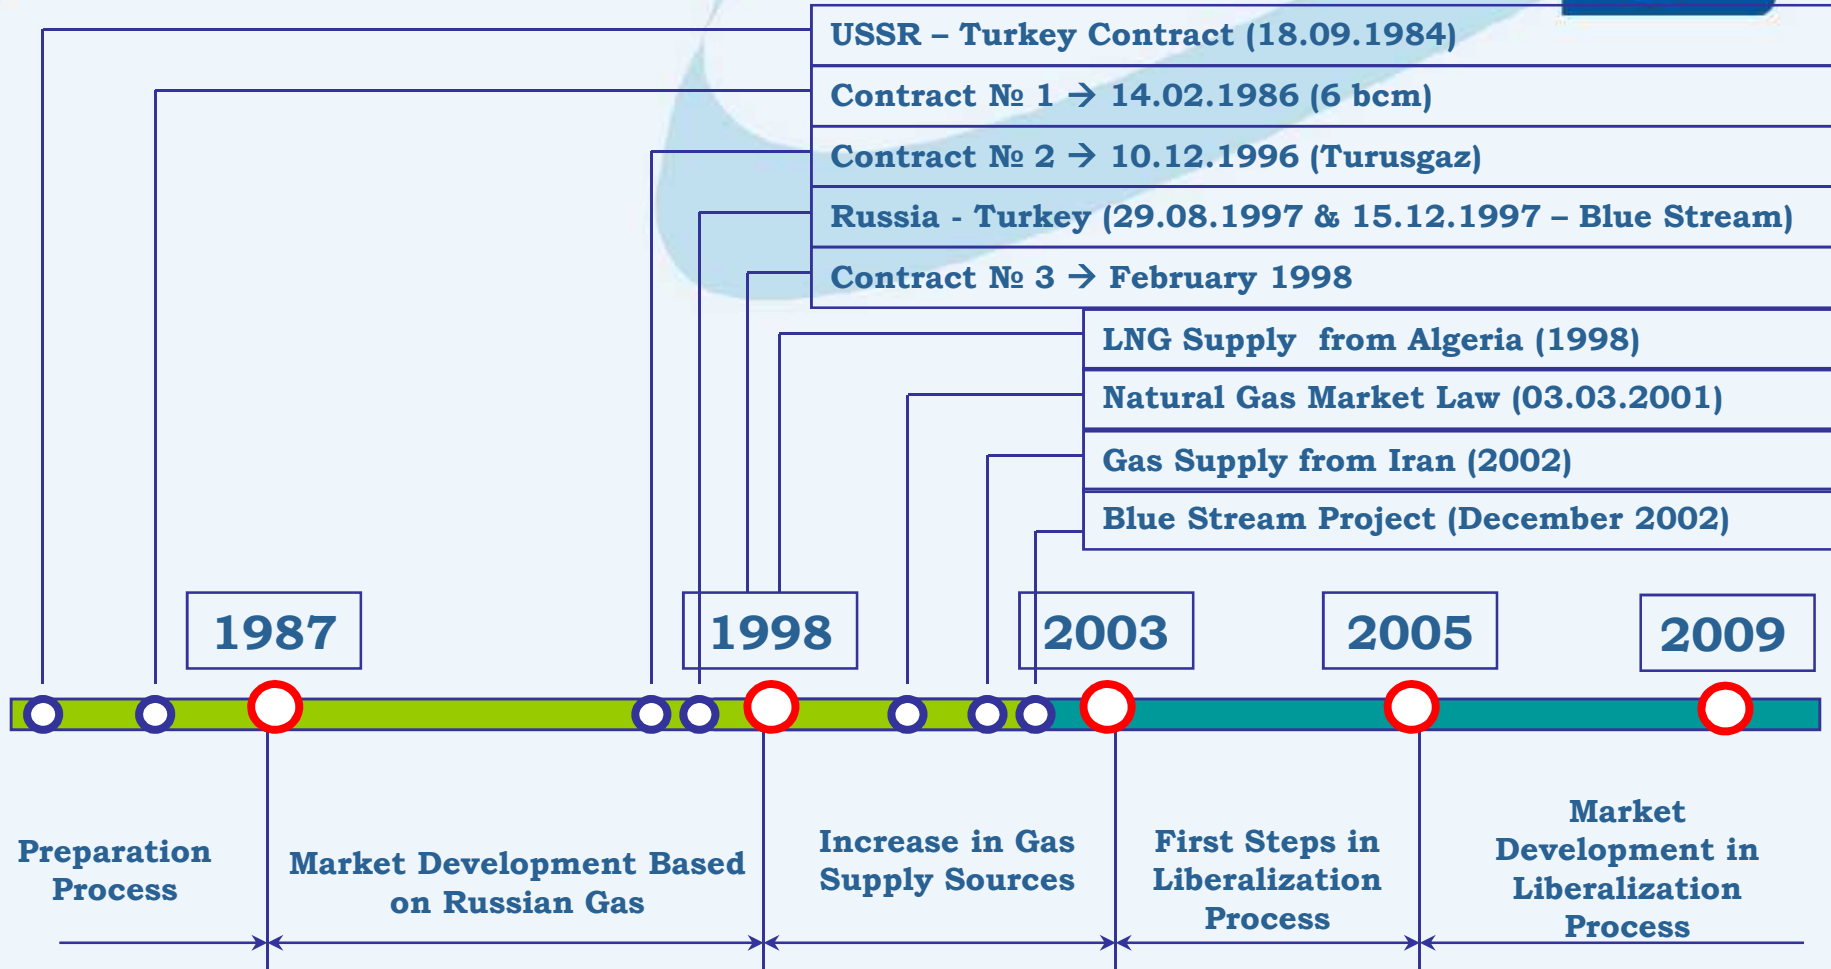 USSR – Turkey Contract (18.09.1984)
Contract № 1 → 14.02.1986 (6 bcm)
Contract № 2 → 10.12.1996 (Turusgaz)
Russia - Turkey (29.08.1997 & 15.12.1997 – Blue Stream)
Contract № 3 → February 1998
LNG Supply from Algeria (1998)
Natural Gas Market Law (03.03.2001)
Gas Supply from Iran (2002)
Blue Stream Project (December 2002)
1987
1998
2003
2005
2009
Preparation
Process
Market Development Based
on Russian Gas
Increase in Gas
Supply Sources
First Steps in
Liberalization
Process
Market
Development in
Liberalization
Process